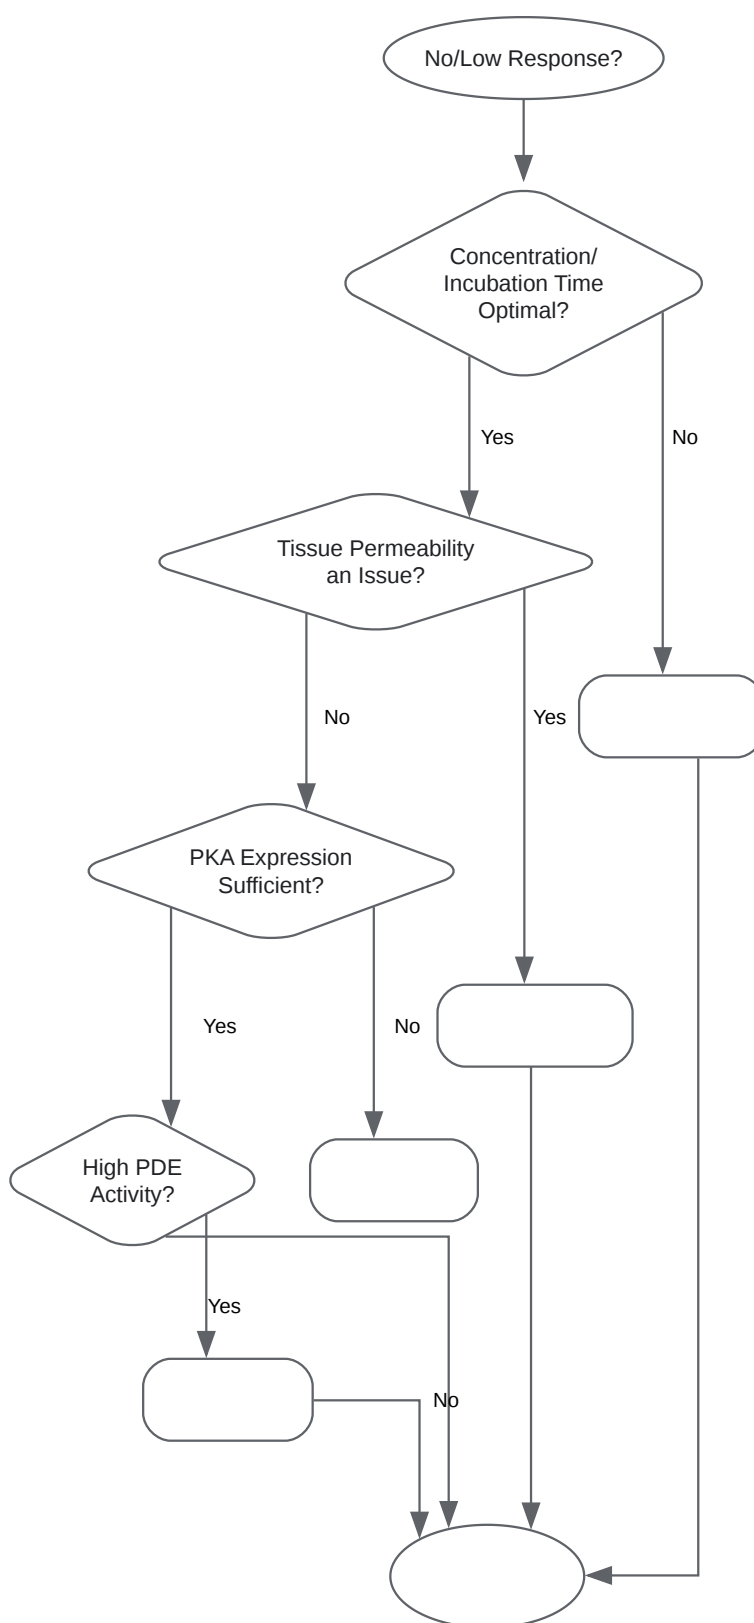 No/Low Response?
Concentration/
Incubation Time
Optimal?
Yes
No
Tissue Permeability
an Issue?
No
Yes
PKA Expression
Sufficient?
Yes
No
High PDE
Activity?
Yes
No